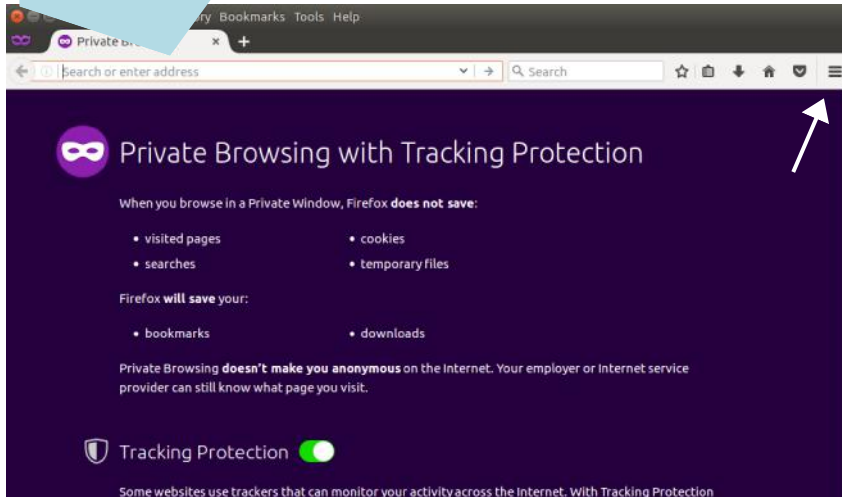 Bookmarks Tools Help
Private
Search or enter address
Search
Private Browsing with Tracking Protection
When you browse in a Private Window, Firefox does not save:
• visited pages
• cookies
• searches
• temporary files
Firefox will save your:
• bookmarks
• downloads
Private Browsing doesn't make you anonymous on the Internet. Your employer or Internet service
provider can still know what page you visit.
Tracking Protection
Some websites use trackers that can monitor your activity across the Internet. With Tracking Protection